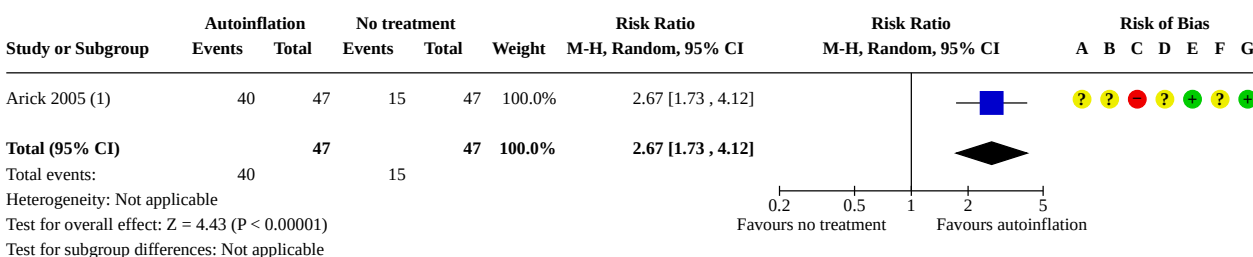 Autoinflation No treatment Risk Ratio Risk Ratio Risk of Bias
Study or Subgroup Events Total Events Total Weight M-H, Random, 95% CI M-H, Random, 95% CI A B C D E F G
Arick 2005 (1) 40 47 15 47 100.0% 2.67 [1.73 , 4.12] ? ? − ? + ? +
Total (95% CI) 47 47 100.0% 2.67 [1.73 , 4.12]
Total events: 40 15
Heterogeneity: Not applicable 0.2 0.5 1 2 5
Test for overall effect: Z = 4.43 (P < 0.00001) Favours no treatment Favours autoinflation
Test for subgroup differences: Not applicable